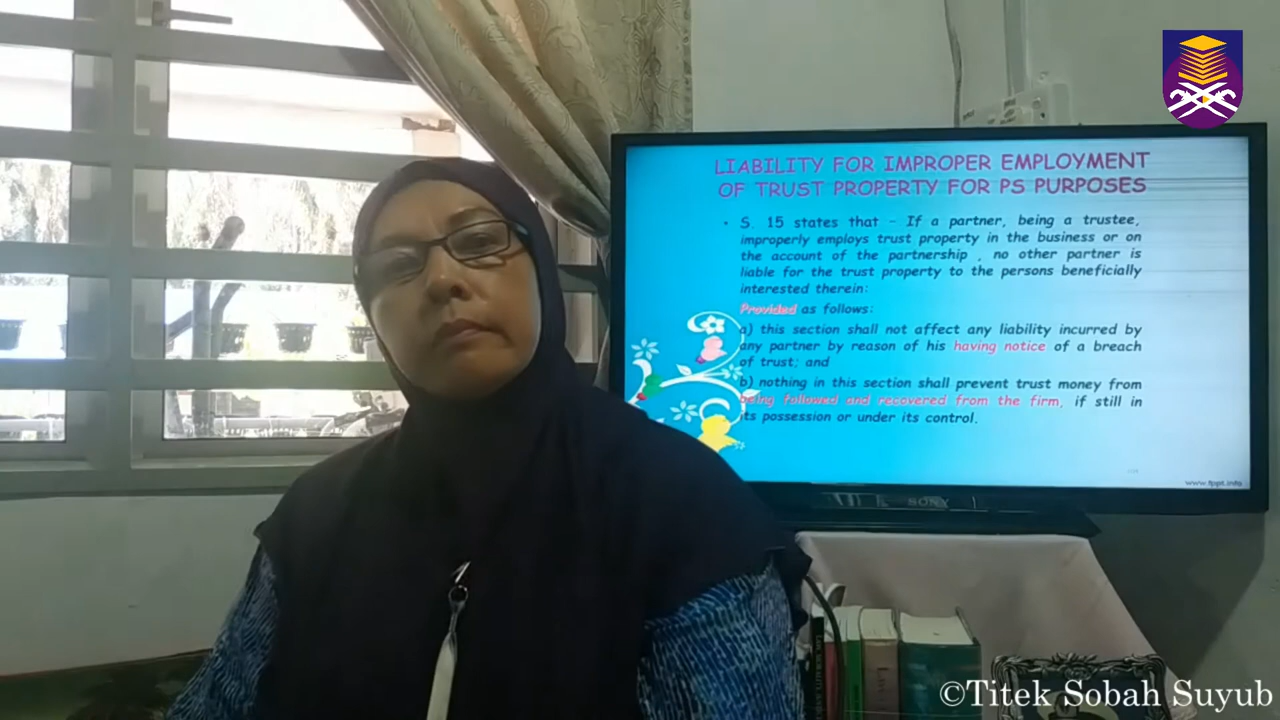 LIABILITY FOR IMPROPER EMPLOYMENT
OF TRUST PROPERTY FOR PS PURPOSES
• S. 15 states that – If a partner, being a trustee,
improperly employs trust property in the business or on
the account of the partnership , no other partner is
liable for the trust property to the persons beneficially
interested therein:
Provided as follows:
a) this section shall not affect any liability incurred by
any partner by reason of his having notice of a breach
of trust; and
b) nothing in this section shall prevent trust money from
being followed and recovered from the firm, if still in
its possession or under its control.
www.fppt.info
SONY
©Titek Sobah Suyub